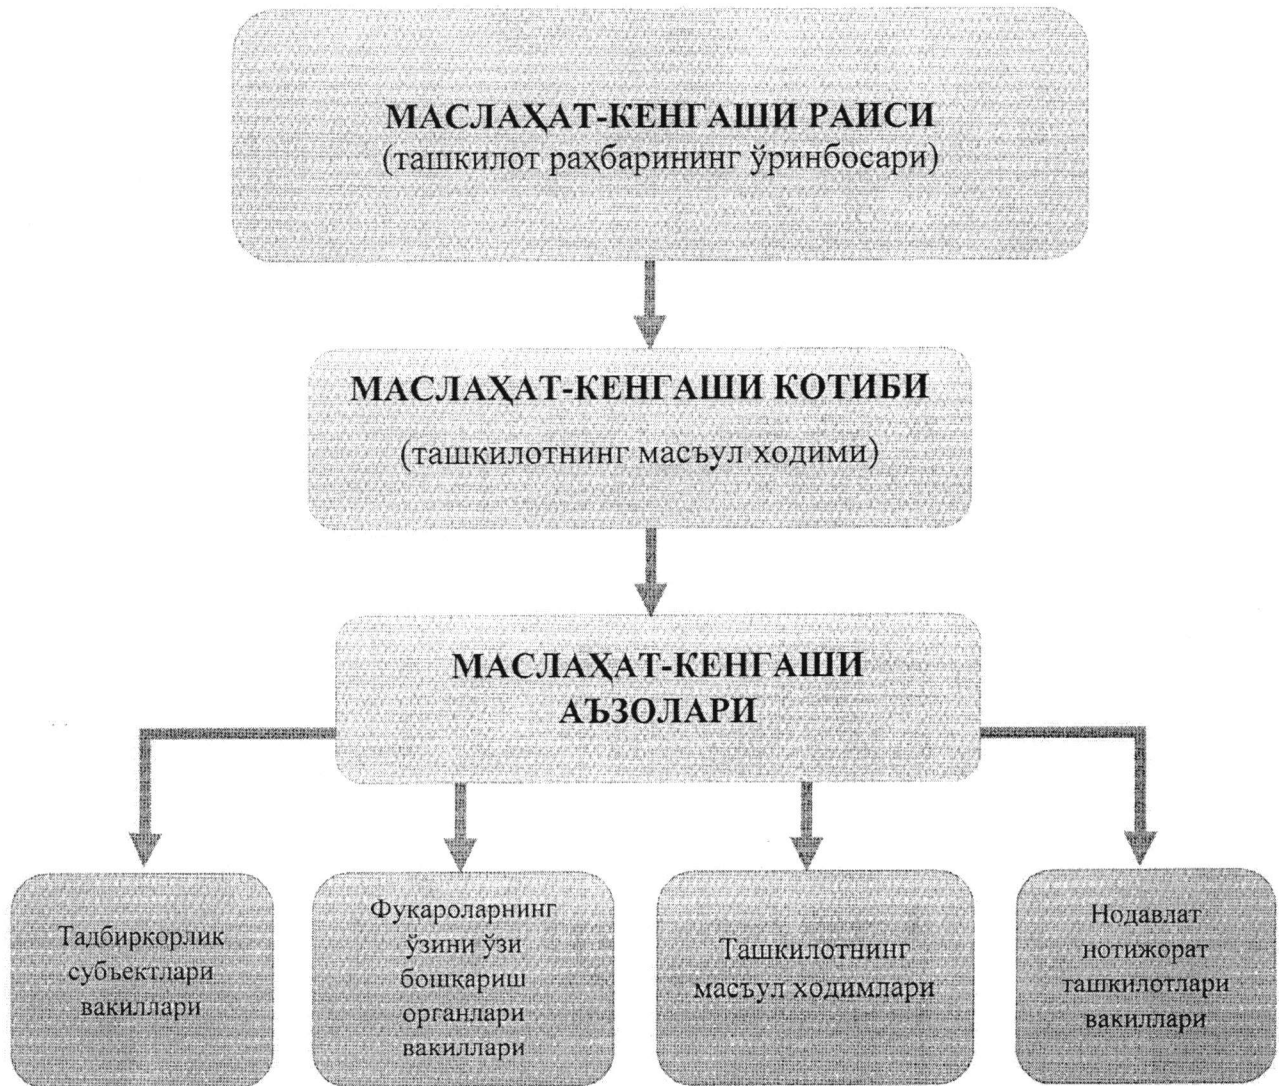 МАСЛАҲАТ-КЕНГАШИ РАИСИ
(ташкилот раҳбарининг ўринбосари)
МАСЛАҲАТ-КЕНГАШИ КОТИБИ
(ташкилотнинг масъул ходими)
МАСЛАҲАТ-КЕНГАШИ
АЪЗОЛАРИ
Тадбиркорлик
субъектлари
вакиллари
Фуқароларнинг
ўзини ўзи
бошқариш
органлари
вакиллари
Ташкилотнинг
масъул ходимлари
Нодавлат
нотижорат
ташкилотлари
вакиллари